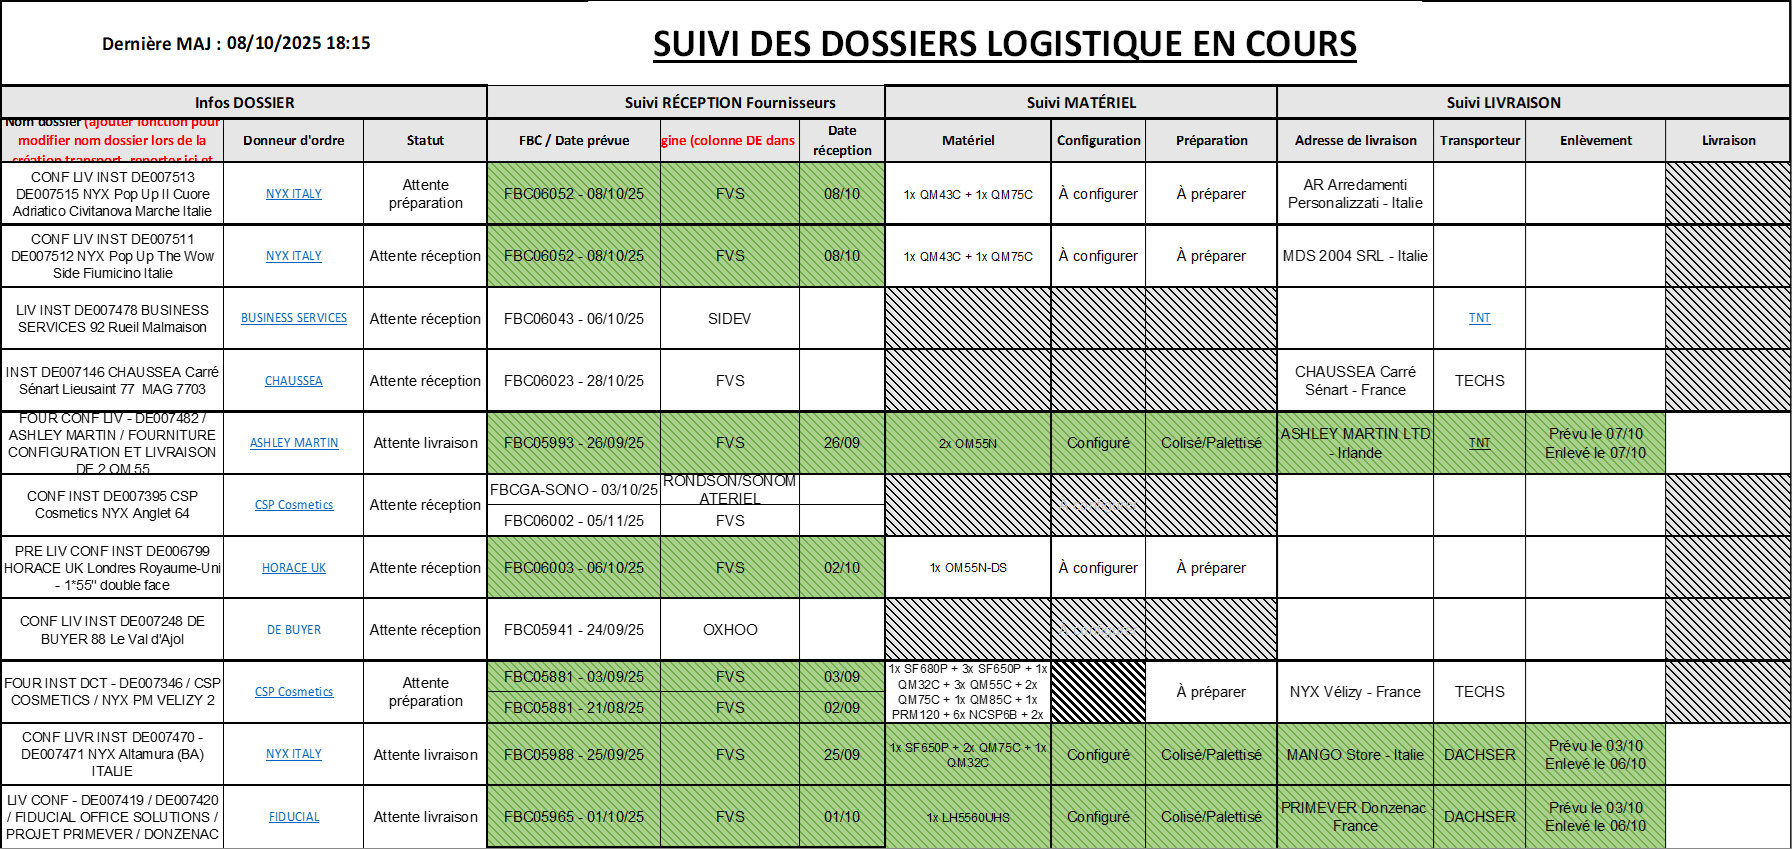 Dernière MAJ : 08/10/2025 18:15
SUIVI DES DOSSIERS LOGISTIQUE EN COURS
Infos DOSSIER
Suivi RÉCEPTION Fournisseurs
Suivi MATÉRIEL
Suivi LIVRAISON
Nom dossier (ajouter fonction pour
modifier nom dossier lors de la
création transport, reporter ici et
Donneur d'ordre
Statut
FBC / Date prévue
gine (colonne DE dans
Date
réception
Matériel
Configuration
Préparation
Adresse de livraison
Transporteur
Enlèvement
Livraison
CONF LIV INST DE007513
DE007515 NYX Pop Up Il Cuore
Adriatico Civitanova Marche Italie
NYX ITALY
Attente
préparation
FBC06052 - 08/10/25
FVS
08/10
1x QM43C + 1x QM75C
À configurer
À préparer
AR Arredamenti
Personalizzati - Italie
CONF LIV INST DE007511
DE007512 NYX Pop Up The Wow
Side Fiumicino Italie
NYX ITALY
Attente réception
FBC06052 - 08/10/25
FVS
08/10
1x QM43C + 1x QM75C
À configurer
À préparer
MDS 2004 SRL - Italie
LIV INST DE007478 BUSINESS
SERVICES 92 Rueil Malmaison
BUSINESS SERVICES
Attente réception
FBC06043 - 06/10/25
SIDEV
TNT
INST DE007146 CHAUSSEA Carré
Sénart Lieusaint 77  MAG 7703
CHAUSSEA
Attente réception
FBC06023 - 28/10/25
FVS
CHAUSSEA Carré
Sénart - France
TECHS
FOUR CONF LIV - DE007482 /
ASHLEY MARTIN / FOURNITURE
CONFIGURATION ET LIVRAISON
DE 2 OM 55
ASHLEY MARTIN
Attente livraison
FBC05993 - 26/09/25
FVS
26/09
2x OM55N
Configuré
Colisé/Palettisé
ASHLEY MARTIN LTD
- Irlande
TNT
Prévu le 07/10
Enlevé le 07/10
CONF INST DE007395 CSP
Cosmetics NYX Anglet 64
CSP Cosmetics
Attente réception
FBCGA-SONO - 03/10/25
RONDSON/SONOM
ATERIEL
FBC06002 - 05/11/25
FVS
À configurer
PRE LIV CONF INST DE006799
HORACE UK Londres Royaume-Uni
- 1*55" double face
HORACE UK
Attente réception
FBC06003 - 06/10/25
FVS
02/10
1x OM55N-DS
À configurer
À préparer
CONF LIV INST DE007248 DE
BUYER 88 Le Val d'Ajol
DE BUYER
Attente réception
FBC05941 - 24/09/25
OXHOO
À configurer
FOUR INST DCT - DE007346 / CSP
COSMETICS / NYX PM VELIZY 2
CSP Cosmetics
Attente
préparation
FBC05881 - 03/09/25
FVS
03/09
FBC05881 - 21/08/25
FVS
02/09
1x SF680P + 3x SF650P + 1x
QM32C + 3x QM55C + 2x
QM75C + 1x QM85C + 1x
PRM120 + 6x NCSP6B + 2x
À préparer
NYX Vélizy - France
TECHS
CONF LIVR INST DE007470 -
DE007471 NYX Altamura (BA)
ITALIE
NYX ITALY
Attente livraison
FBC05988 - 25/09/25
FVS
25/09
1x SF650P + 2x QM75C + 1x
QM32C
Configuré
Colisé/Palettisé
MANGO Store - Italie
DACHSER
Prévu le 03/10
Enlevé le 06/10
LIV CONF - DE007419 / DE007420
/ FIDUCIAL OFFICE SOLUTIONS /
PROJET PRIMEVER / DONZENAC
FIDUCIAL
Attente livraison
FBC05965 - 01/10/25
FVS
01/10
1x LH5560UHS
Configuré
Colisé/Palettisé
PRIMEVER Donzenac -
France
DACHSER
Prévu le 03/10
Enlevé le 06/10